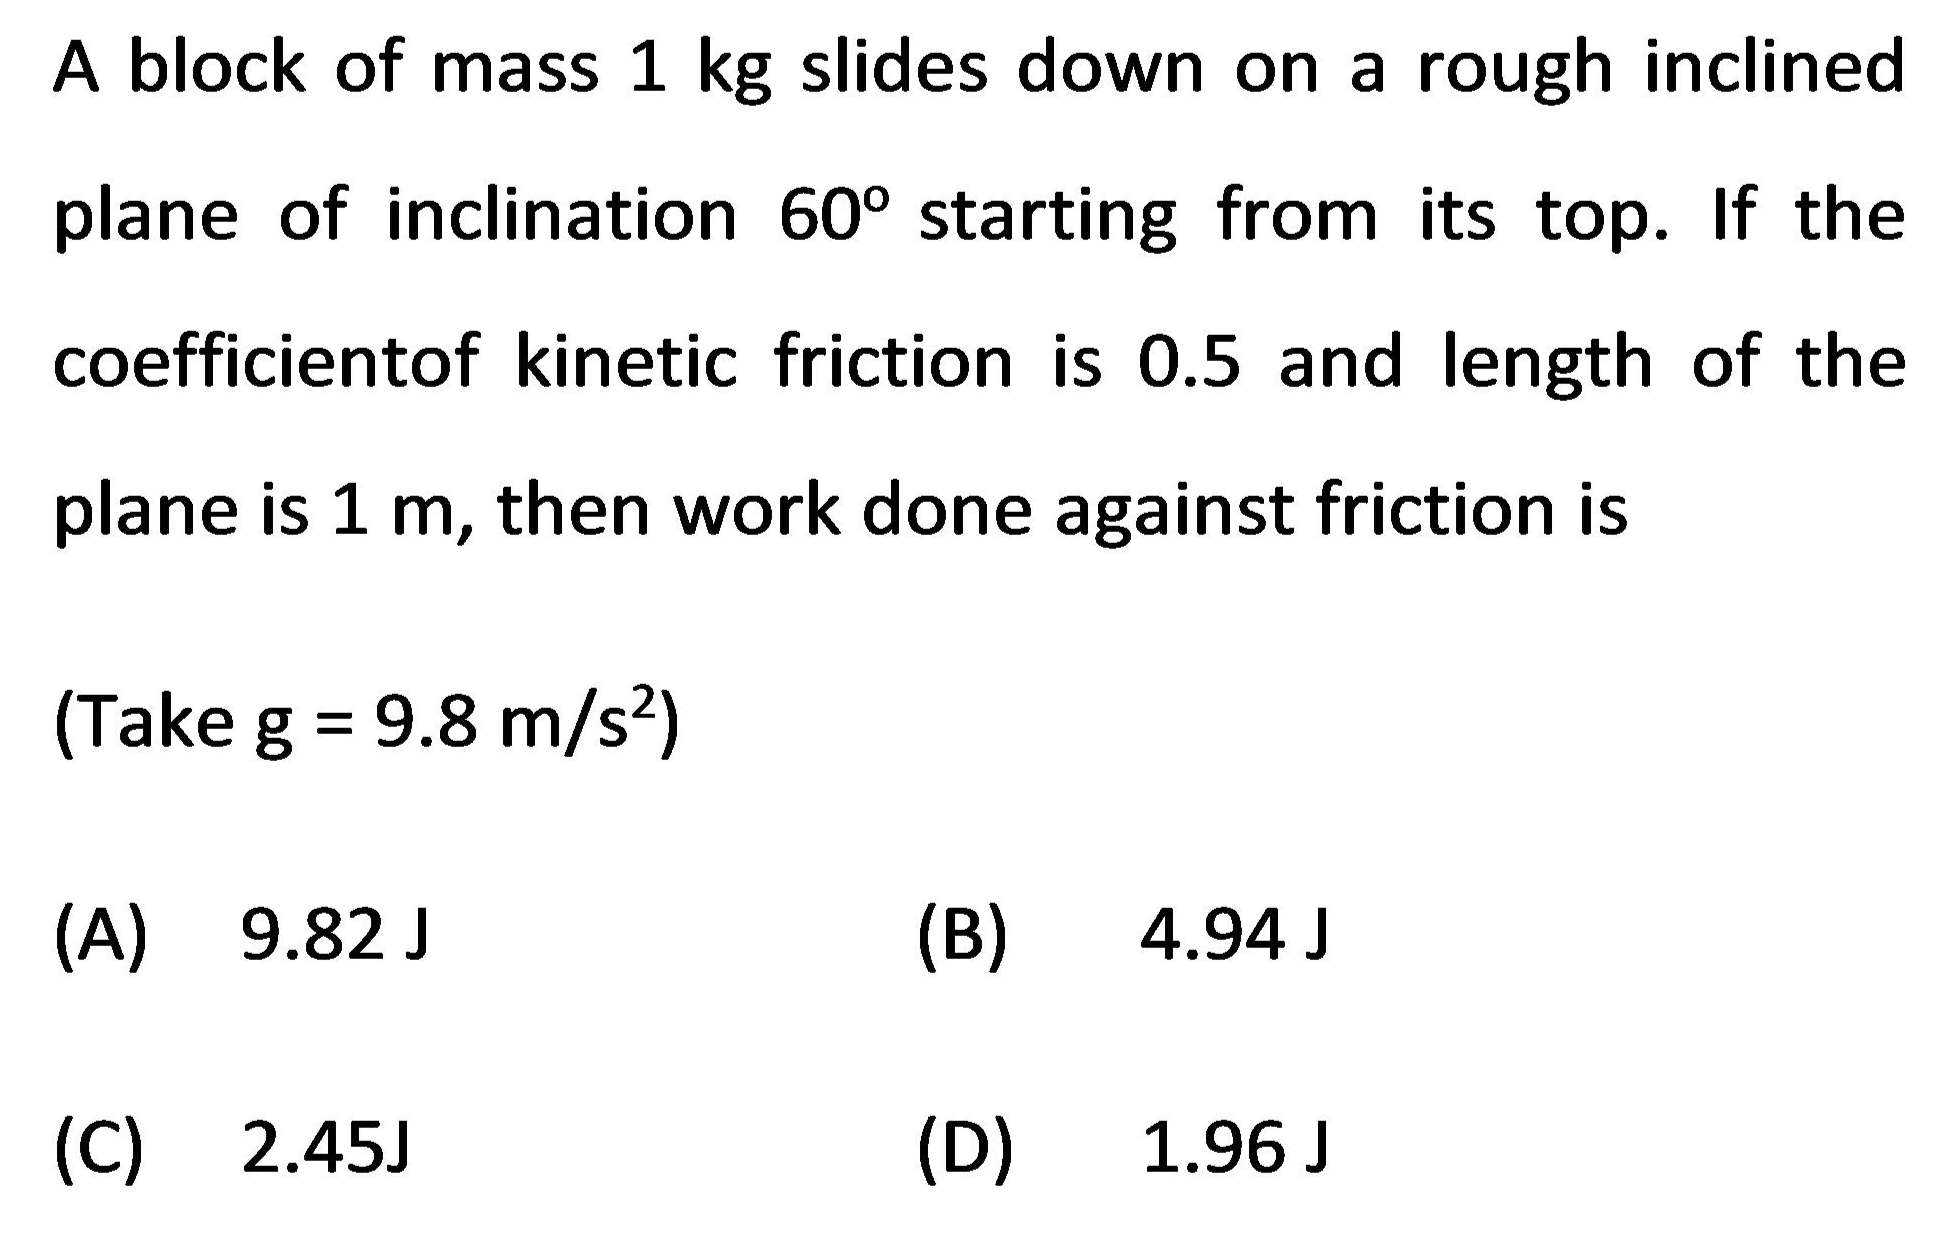 A block of mass 1 kg slides down on a rough inclined
plane of inclination 60º starting from its top. If the
coefficientof kinetic friction is 0.5 and length of the
plane is 1 m, then work done against friction is
(Take g = 9.8 m/s²)
(A) 9.82 J (B) 4.94 J
(C) 2.45J (D) 1.96 J